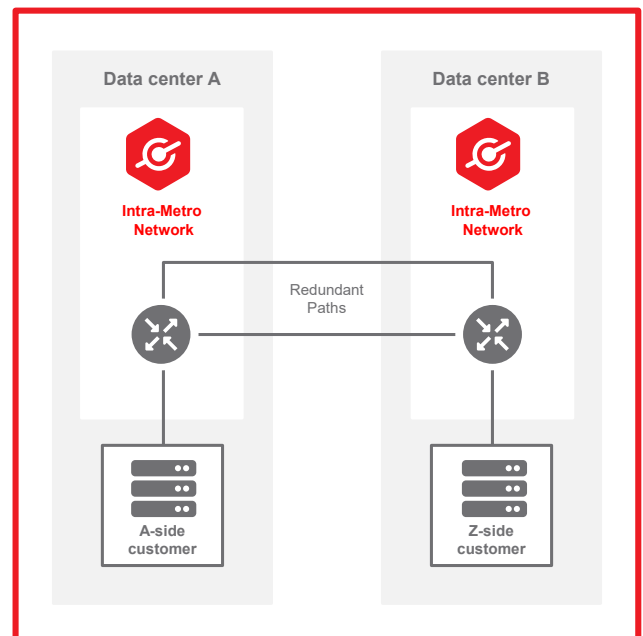 Data center A
Data center B
Intra-Metro
Network
Intra-Metro
Network
Redundant
Paths
A-side
customer
Z-side
customer